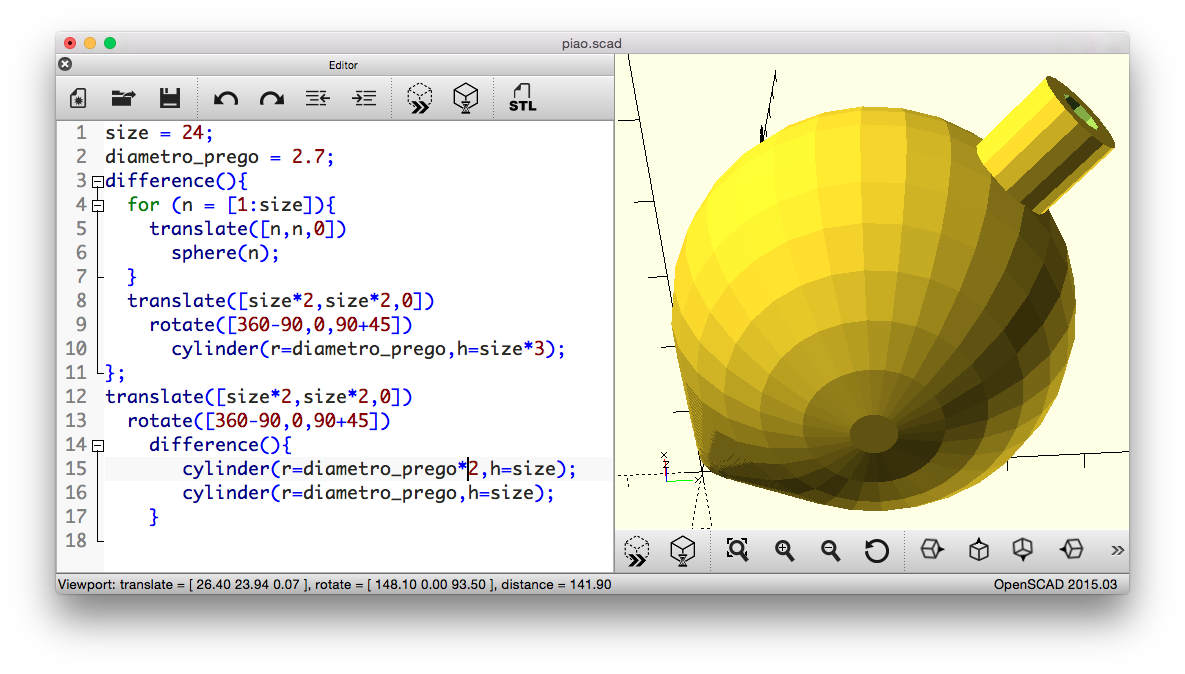 piao.scad
Editor
STL
1 size = 24;
2 diametro_prego = 2.7;
3 difference(){
4 for (n = [1:size]){
5 translate([n,n,0])
6 sphere(n);
7 }
8 translate([size*2,size*2,0])
9 rotate([360-90,0,90+45])
10 cylinder(r=diametro_prego,h=size*3);
11 };
12 translate([size*2,size*2,0])
13 rotate([360-90,0,90+45])
14 difference(){
15 cylinder(r=diametro_prego*2,h=size);
16 cylinder(r=diametro_prego,h=size);
17 }
18
x
z
Viewport: translate = [ 26.40 23.94 0.07 ], rotate = [ 148.10 0.00 93.50 ], distance = 141.90
OpenSCAD 2015.03